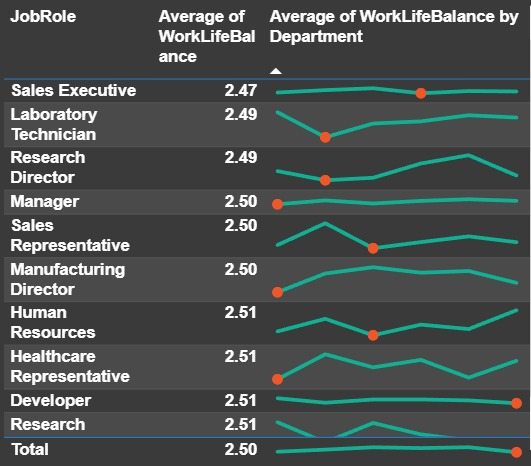 JobRole Average of WorkLifeBalance Average of WorkLifeBalance by Department
Sales Executive 2.47
Laboratory Technician 2.49
Research Director 2.49
Manager 2.50
Sales Representative 2.50
Manufacturing Director 2.50
Human Resources 2.51
Healthcare Representative 2.51
Developer 2.51
Research 2.51
Total 2.50